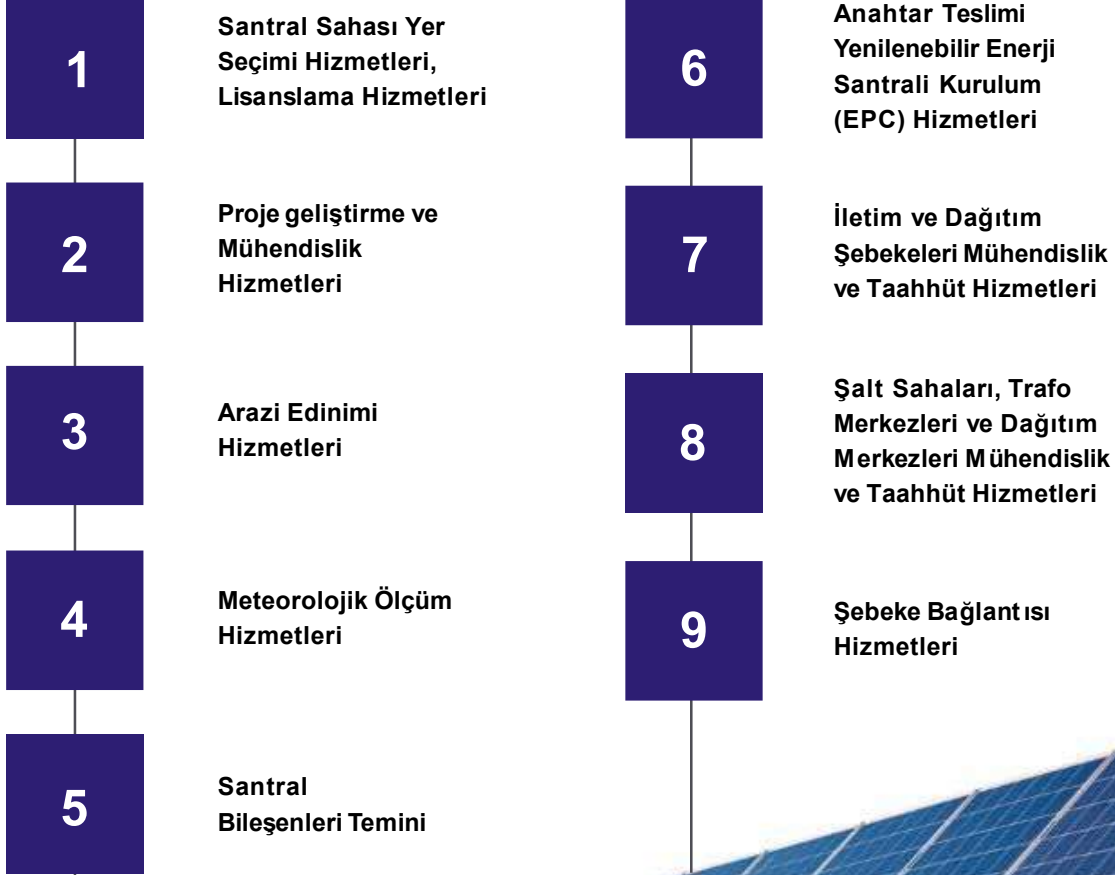 1
Santral Sahası Yer
Seçimi Hizmetleri,
Lisanslama Hizmetleri
2
Proje geliştirme ve
Mühendislik
Hizmetleri
3
Arazi Edinimi
Hizmetleri
4
Meteorolojik Ölçüm
Hizmetleri
5
Santral
Bileşenleri Temini
6
Anahtar Teslimi
Yenilenebilir Enerji
Santrali Kurulum
(EPC) Hizmetleri
7
İletim ve Dağıtım
Şebekeleri Mühendislik
ve Taahhüt Hizmetleri
8
Şalt Sahaları, Trafo
Merkezleri ve Dağıtım
Merkezleri Mühendislik
ve Taahhüt Hizmetleri
9
Şebeke Bağlantısı
Hizmetleri